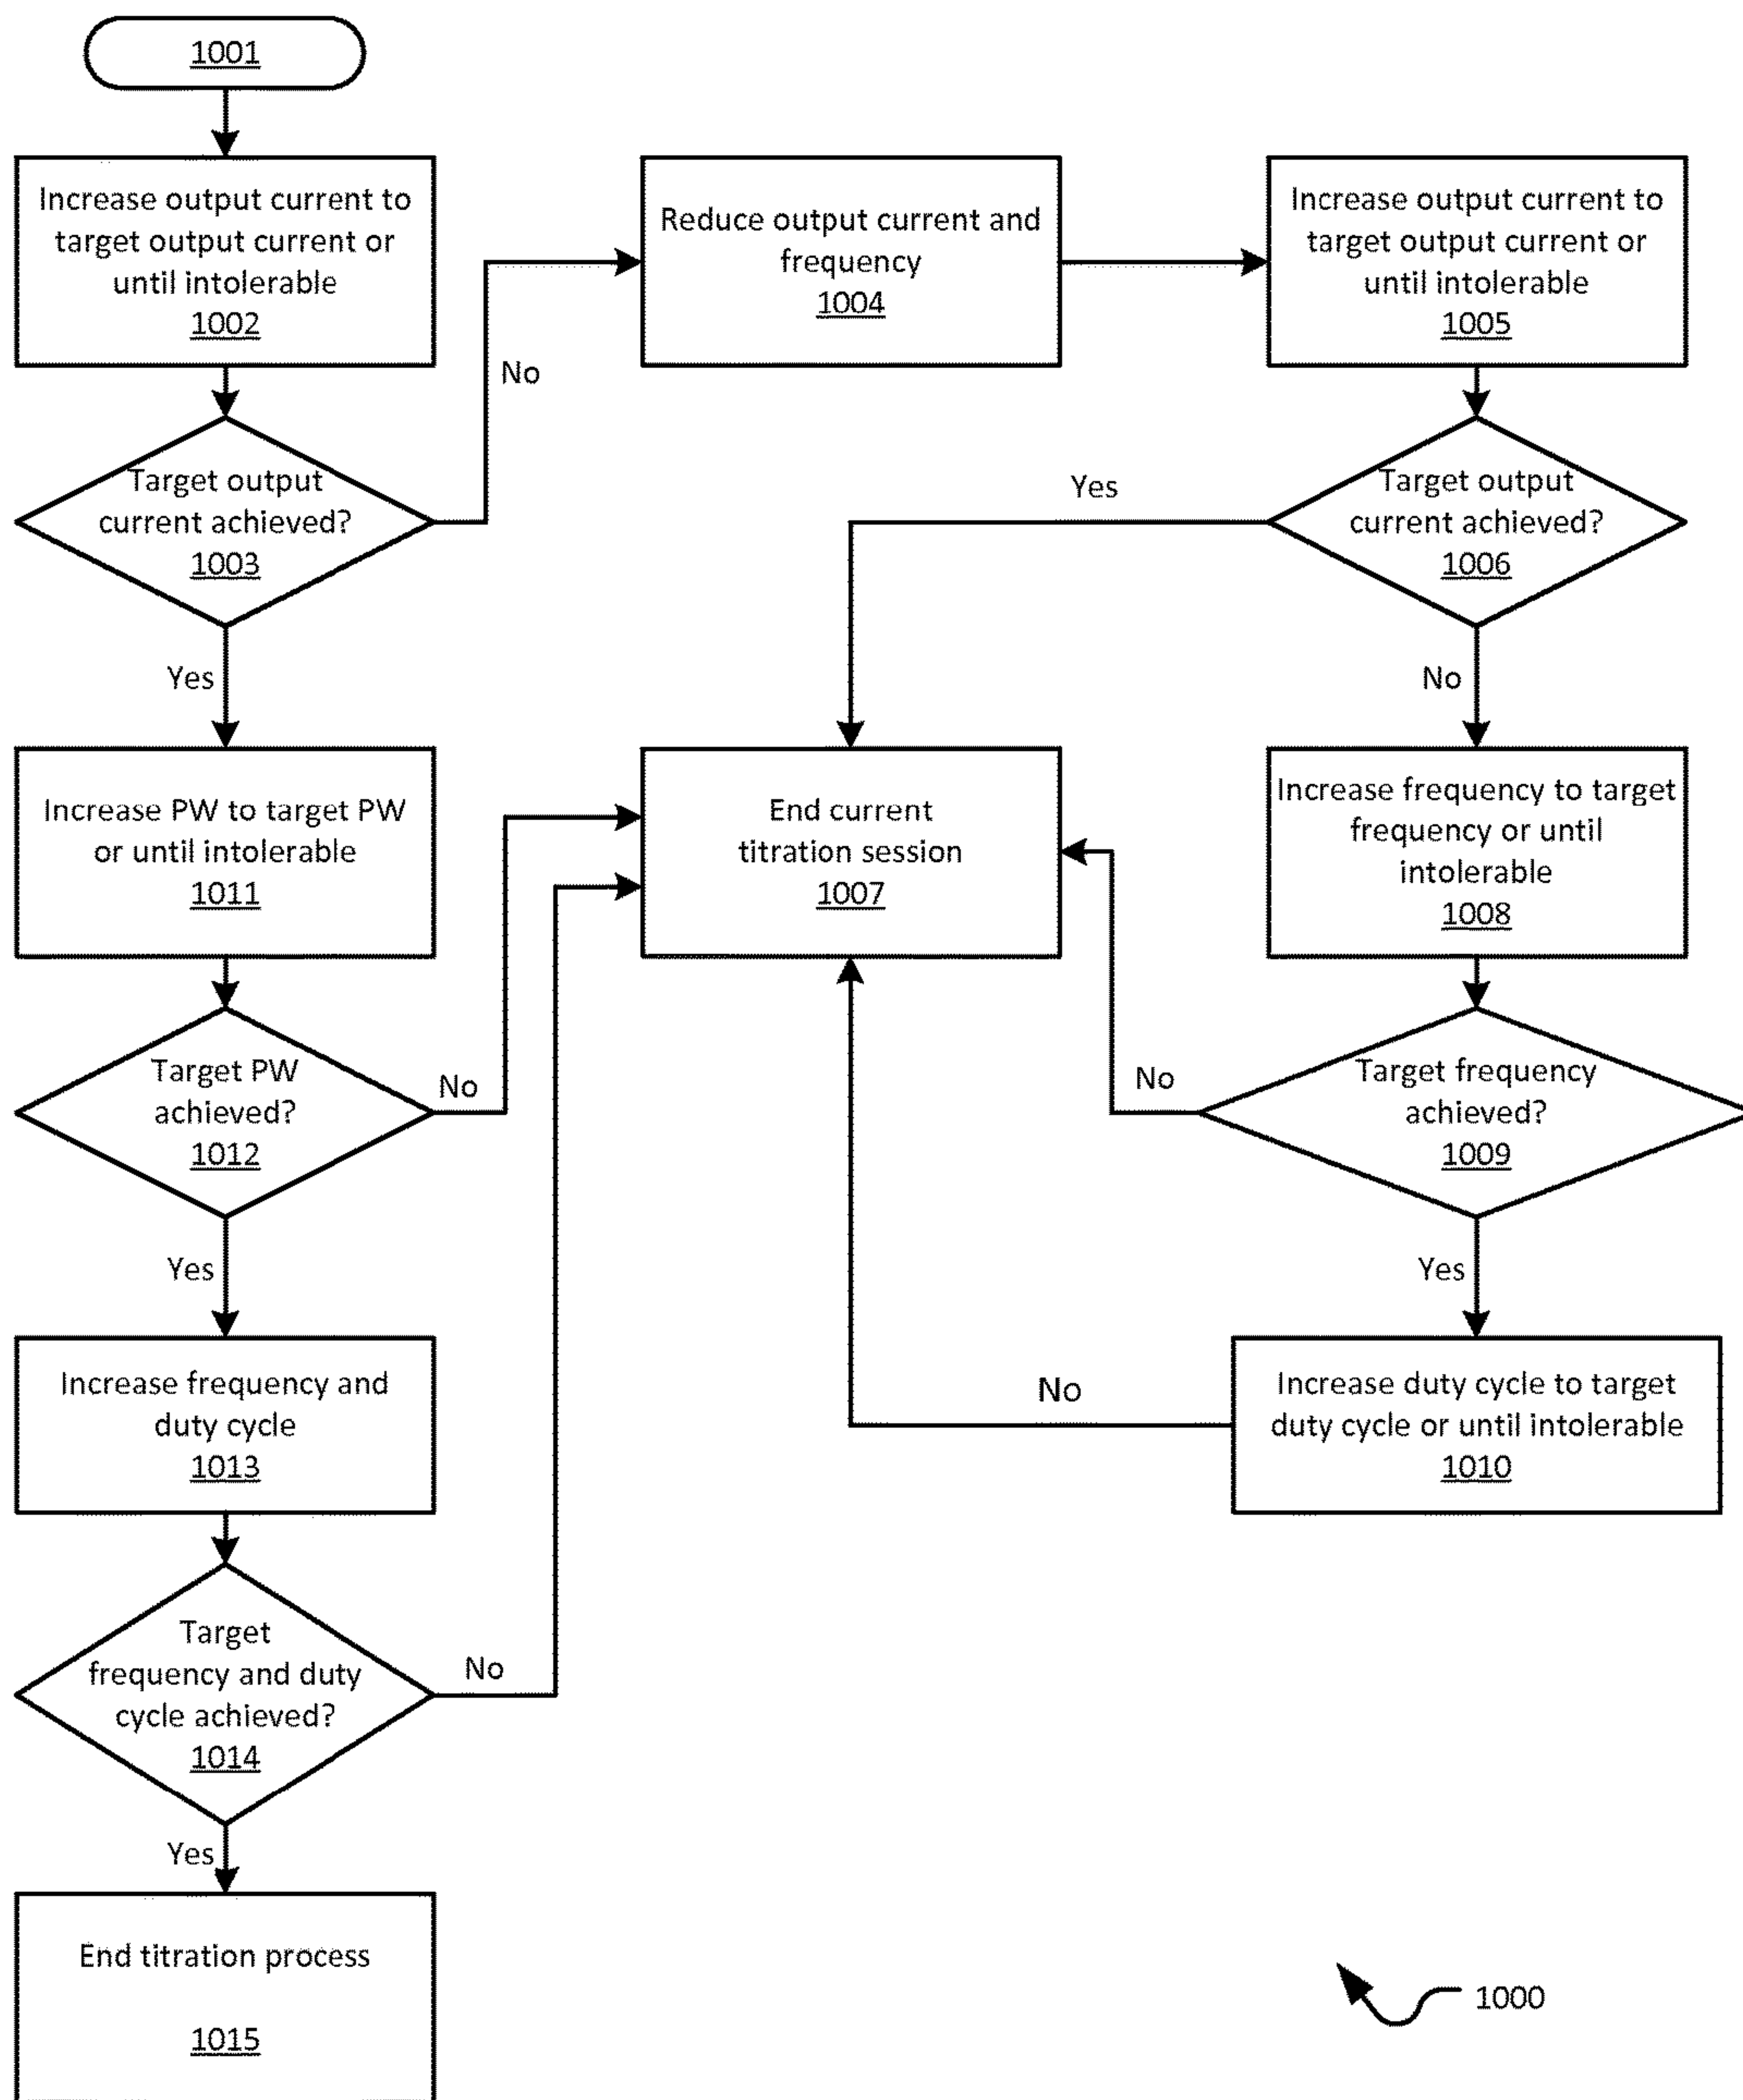 1001
Increase output current to
target output current or
until intolerable
1002
Reduce output current and
frequency
1004
Increase output current to
target output current or
until intolerable
1005
No
Target output
current achieved?
1003
Yes
Target output
current achieved?
1006
Yes
No
Increase PW to target PW
or until intolerable
1011
End current
titration session
1007
Increase frequency to target
frequency or until
intolerable
1008
Target PW
achieved?
1012
No
No
Target frequency
achieved?
1009
Yes
Yes
Increase frequency and
duty cycle
1013
No
Increase duty cycle to target
duty cycle or until intolerable
1010
Target
frequency and duty
cycle achieved?
1014
No
Yes
End titration process
1015
1000